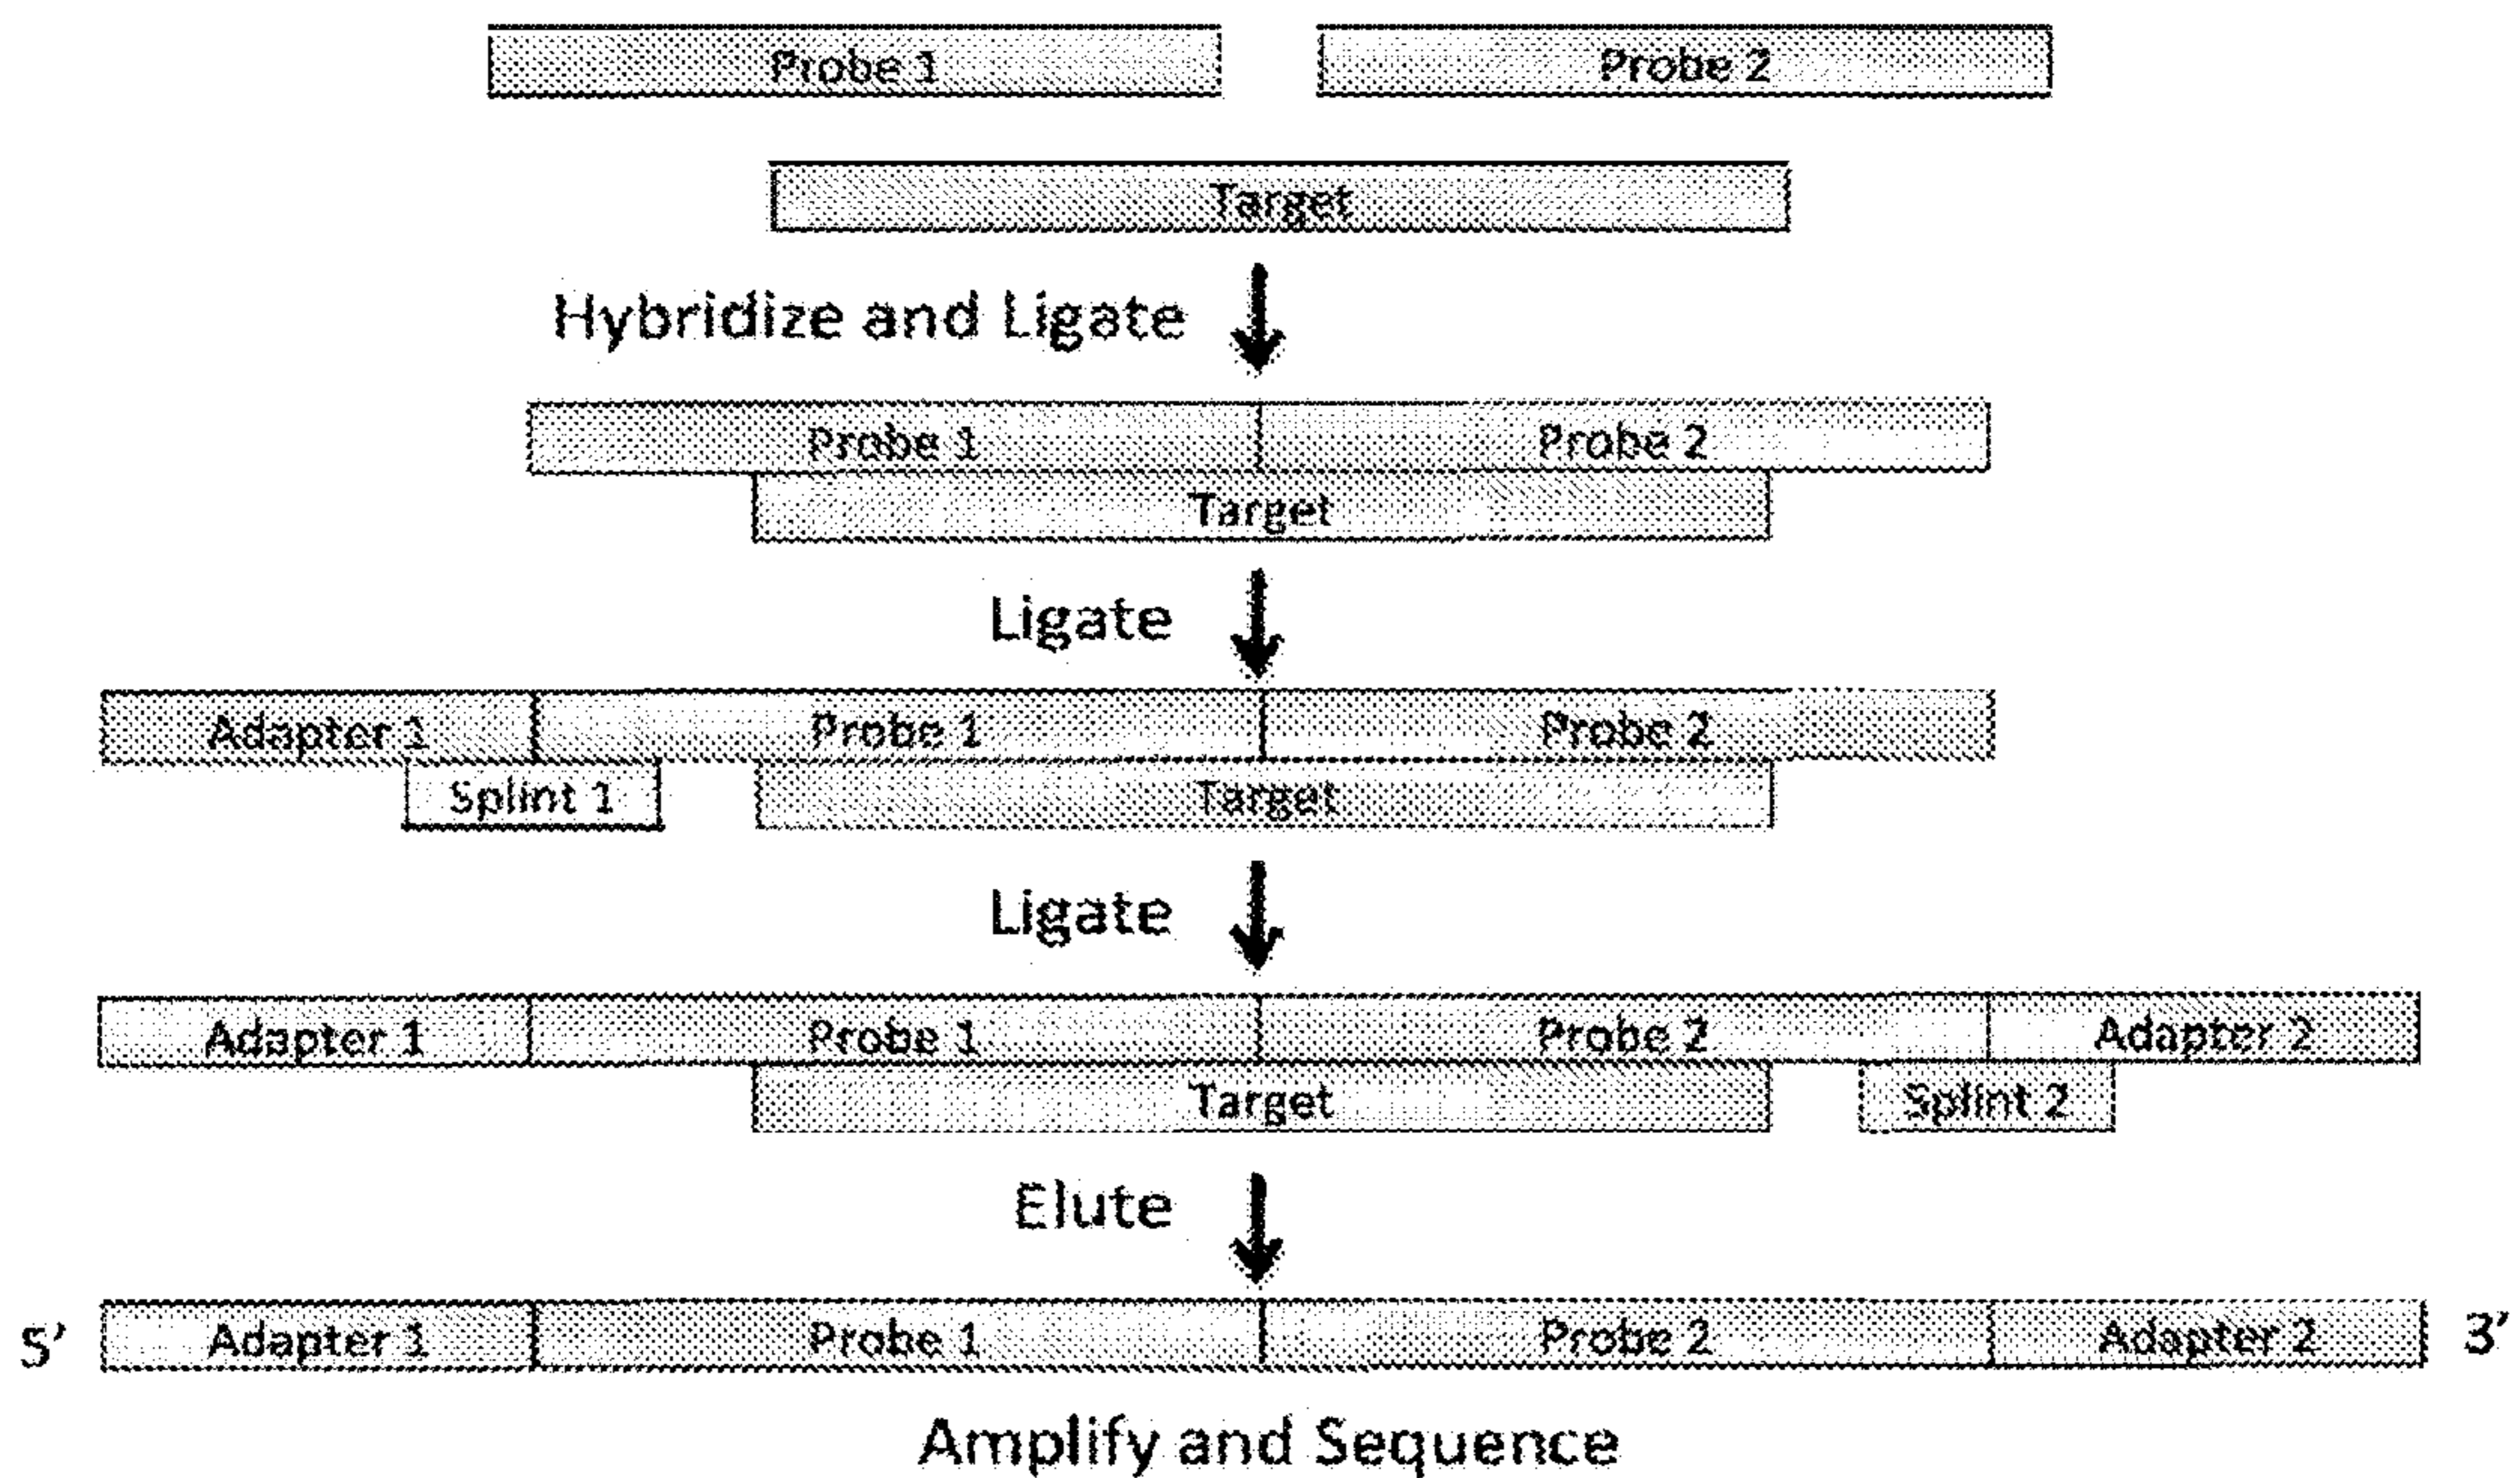 Probe 1 Probe 2
Target
Hybridize and Ligate
Probe 1 Probe 2
Target
Ligate
Adapter 1 Probe 1 Probe 2
Splint 1 Target
Ligate
Adapter 1 Probe 1 Probe 2 Adapter 2
Target Splint 2
Elute
5' Adapter 1 Probe 1 Probe 2 Adapter 2 3'
Amplify and Sequence